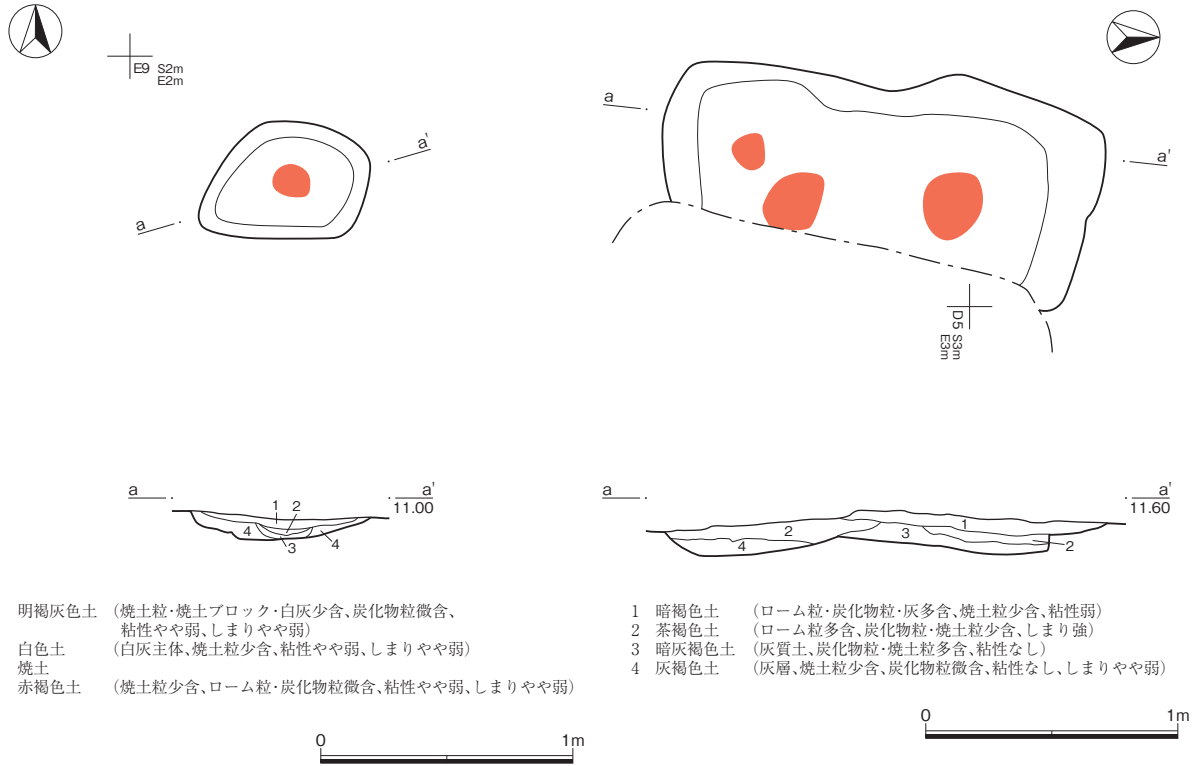 E9 S2m
E2m
a
a'
a
a'
D5 S3m
E3m
a
a'
11.00
1
2
4
3
4
a
a'
11.60
1
2
3
4
2
明褐灰色土 （焼土粒・焼土ブロック・白灰少含、炭化物粒微含、
粘性やや弱、しまりやや弱）
白色土 （白灰主体、焼土粒少含、粘性やや弱、しまりやや弱）
焼土
赤褐色土 （焼土粒少含、ローム粒・炭化物粒微含、粘性やや弱、しまりやや弱）
1 暗褐色土 （ローム粒・炭化物粒・灰多含、焼土粒少含、粘性弱）
2 茶褐色土 （ローム粒多含、炭化物粒・焼土粒少含、しまり強）
3 暗灰褐色土 （灰質土、炭化物粒・焼土粒多含、粘性なし）
4 灰褐色土 （灰層、焼土粒少含、炭化物粒微含、粘性なし、しまりやや弱）
0 1m
0 1m